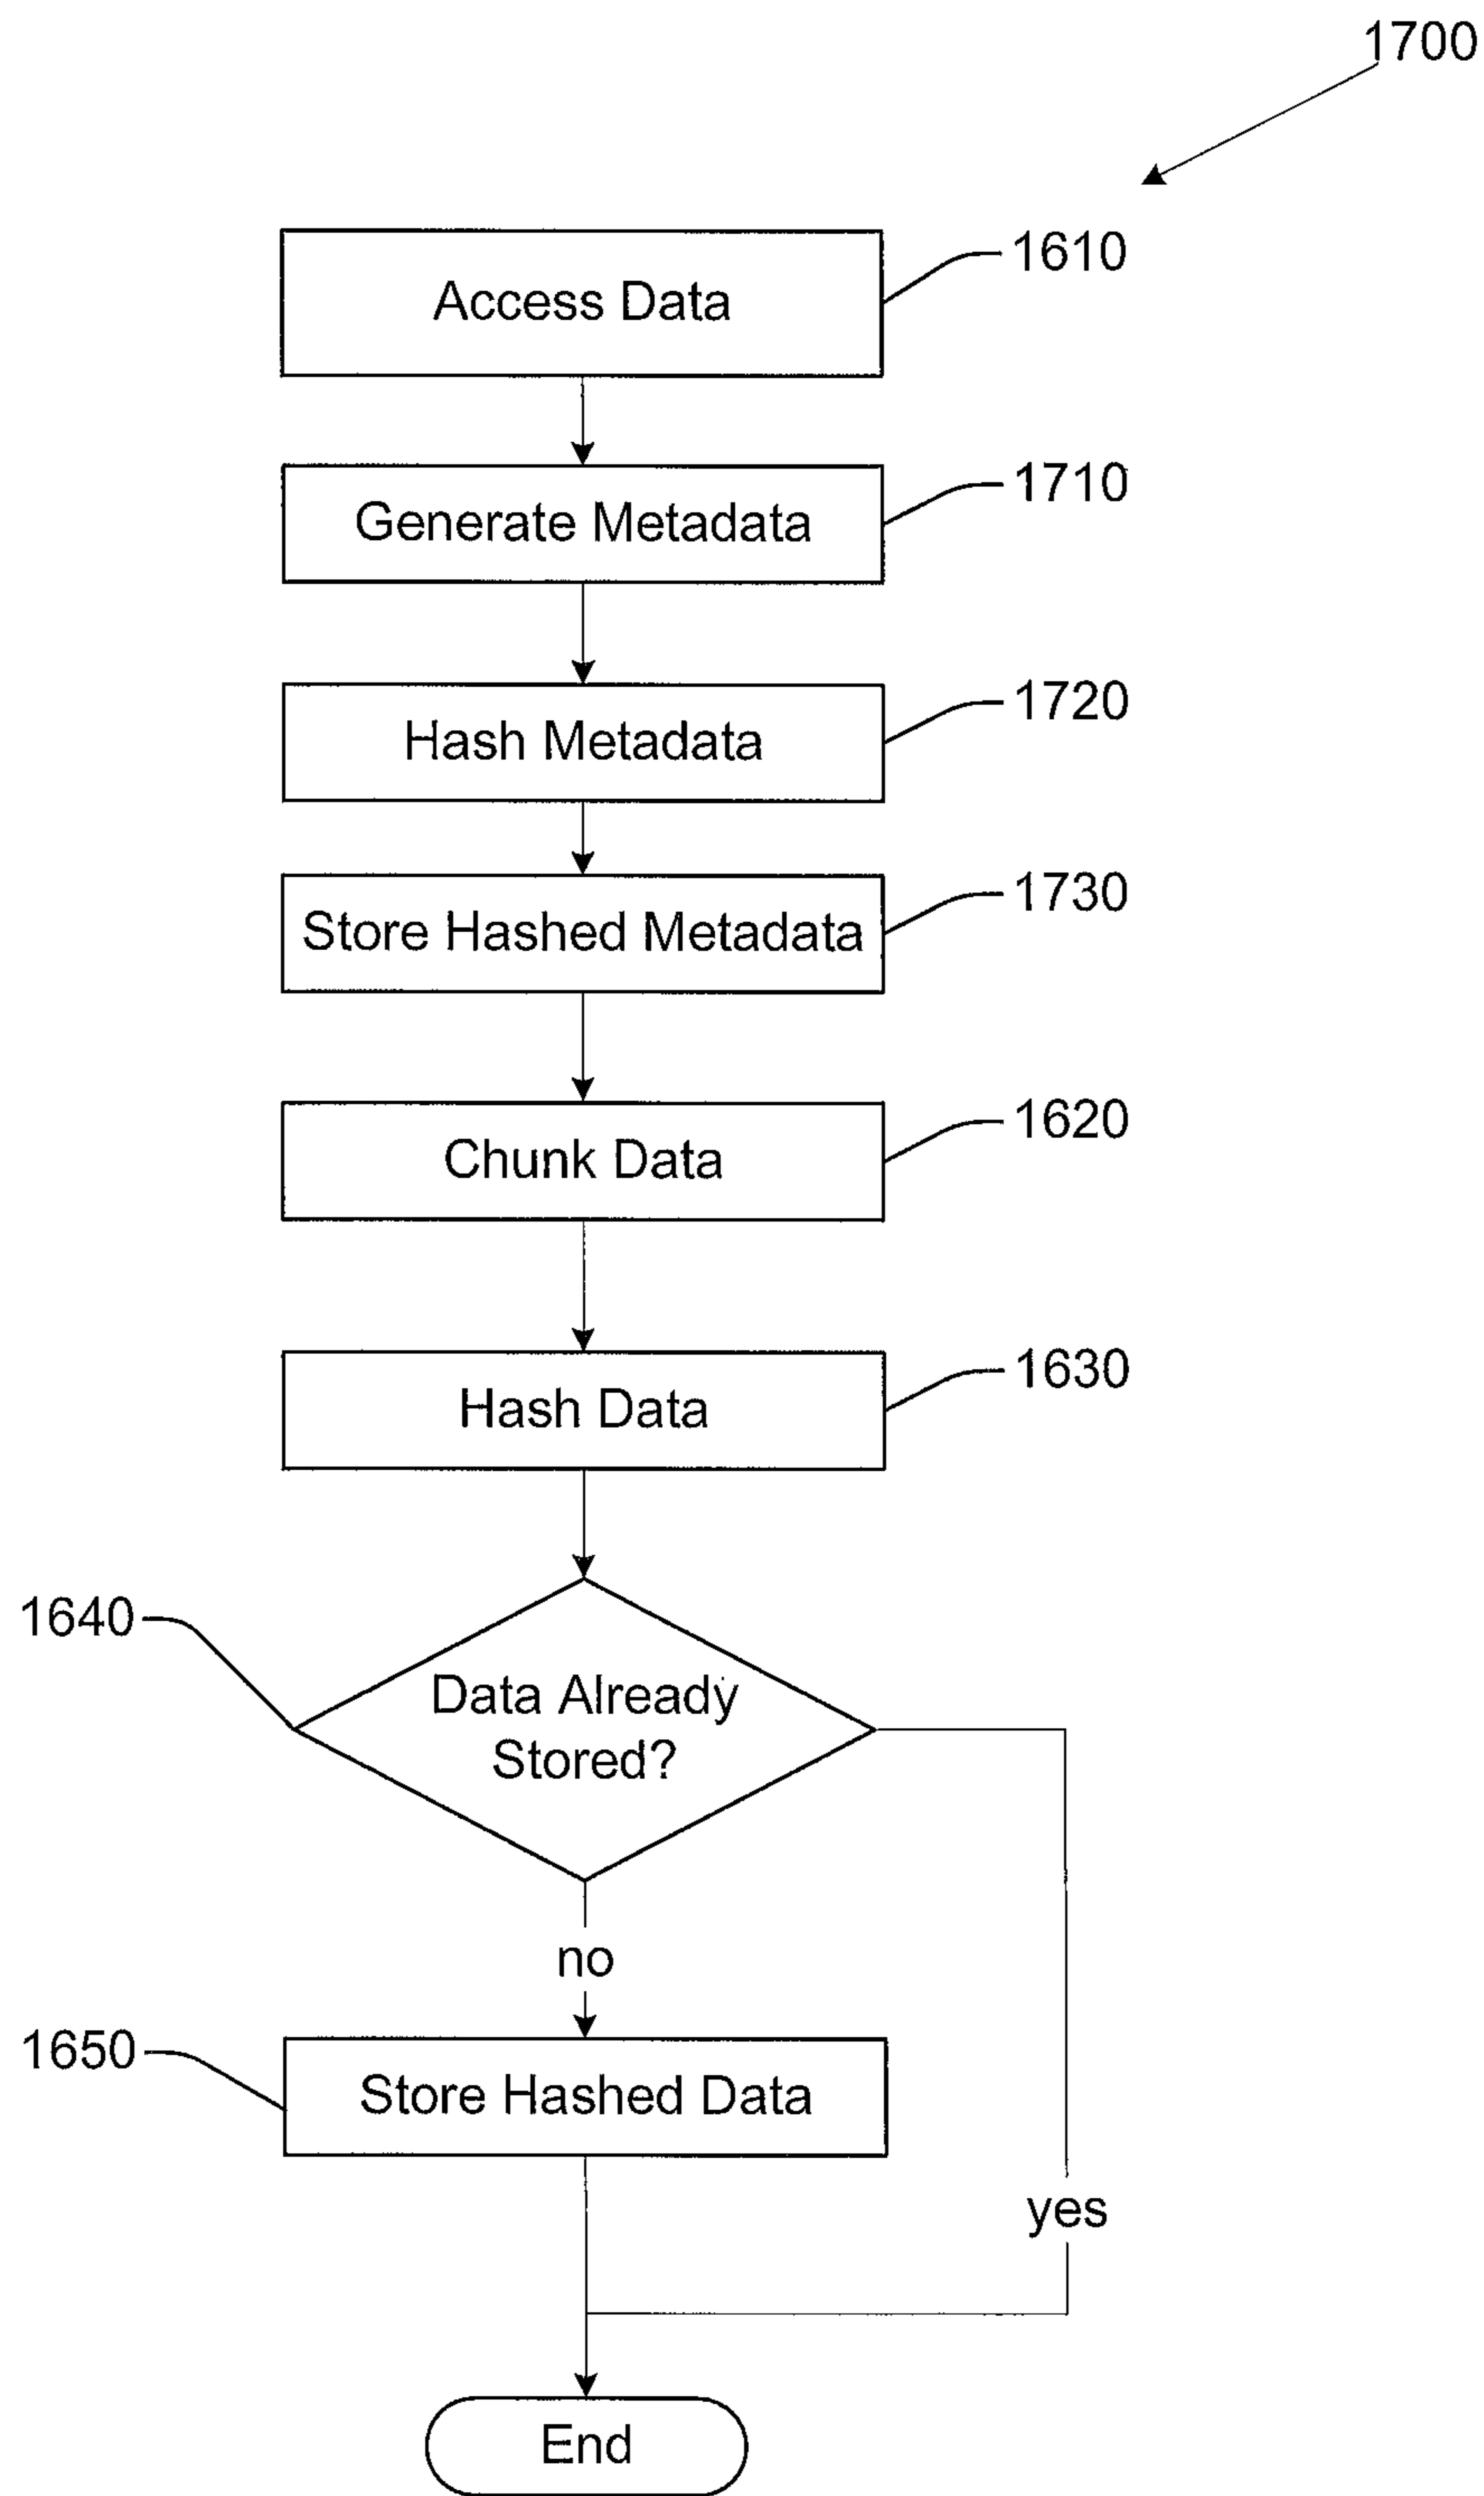 1700
Access Data
1610
Generate Metadata
1710
Hash Metadata
1720
Store Hashed Metadata
1730
Chunk Data
1620
Hash Data
1630
1640
Data Already
Stored?
no
1650
Store Hashed Data
yes
End